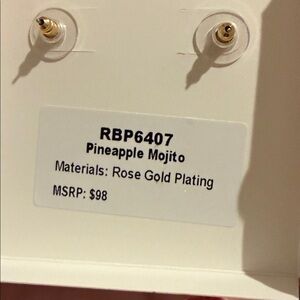 RBP6407
Pineapple Mojito
Materials: Rose Gold Plating
MSRP: $98